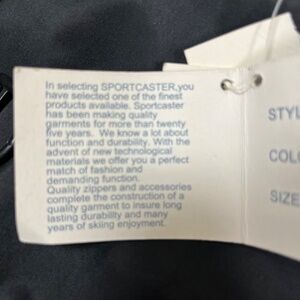 In selecting SPORTCASTER,you
have selected one of the finest
products available. Sportcaster
has been making quality
garments for more than twenty
five years. We know a lot about
function and durability. With the
advent of new technological
materials we offer you a perfect
match of fashion and
demanding function.
Quality zippers and accessories
complete the construction of a
quality garment to insure long
lasting durability and many
years of skiing enjoyment.
STYL
COLO
SIZE